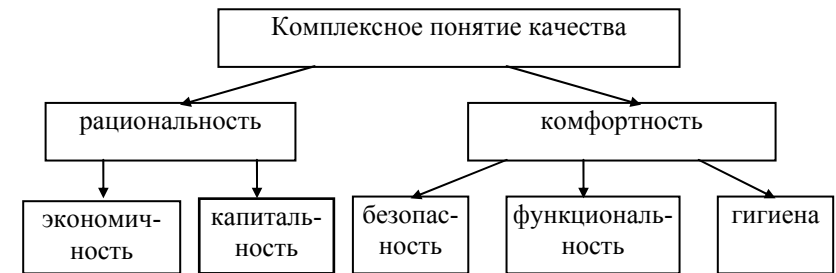 Комплексное понятие качества
рациональность
комфортность
экономич-
ность
капиталь-
ность
безопас-
ность
функциональ-
ность
гигиена